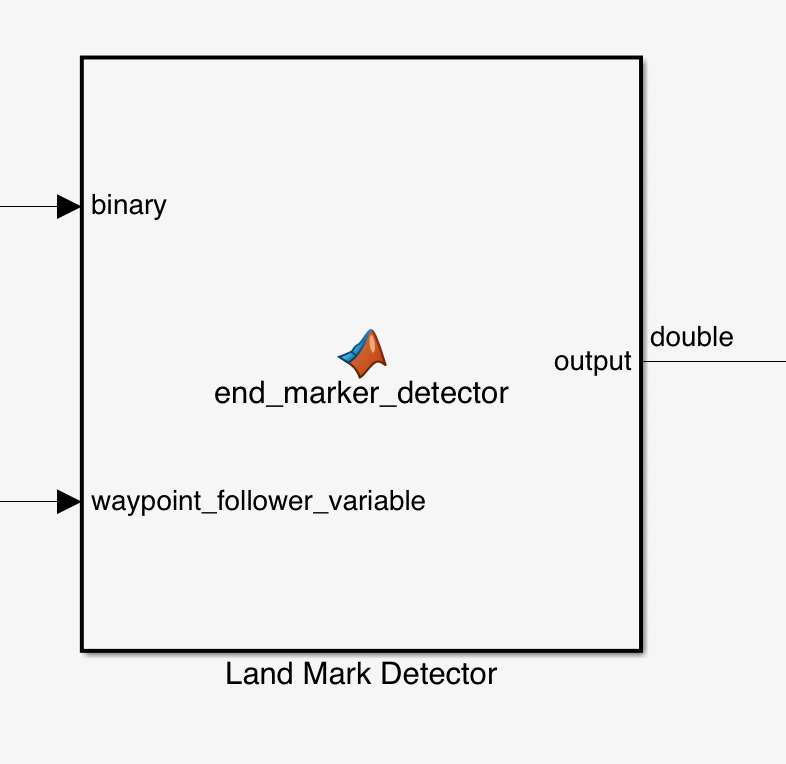 binary
double
output
end_marker_detector
waypoint_follower_variable
Land Mark Detector